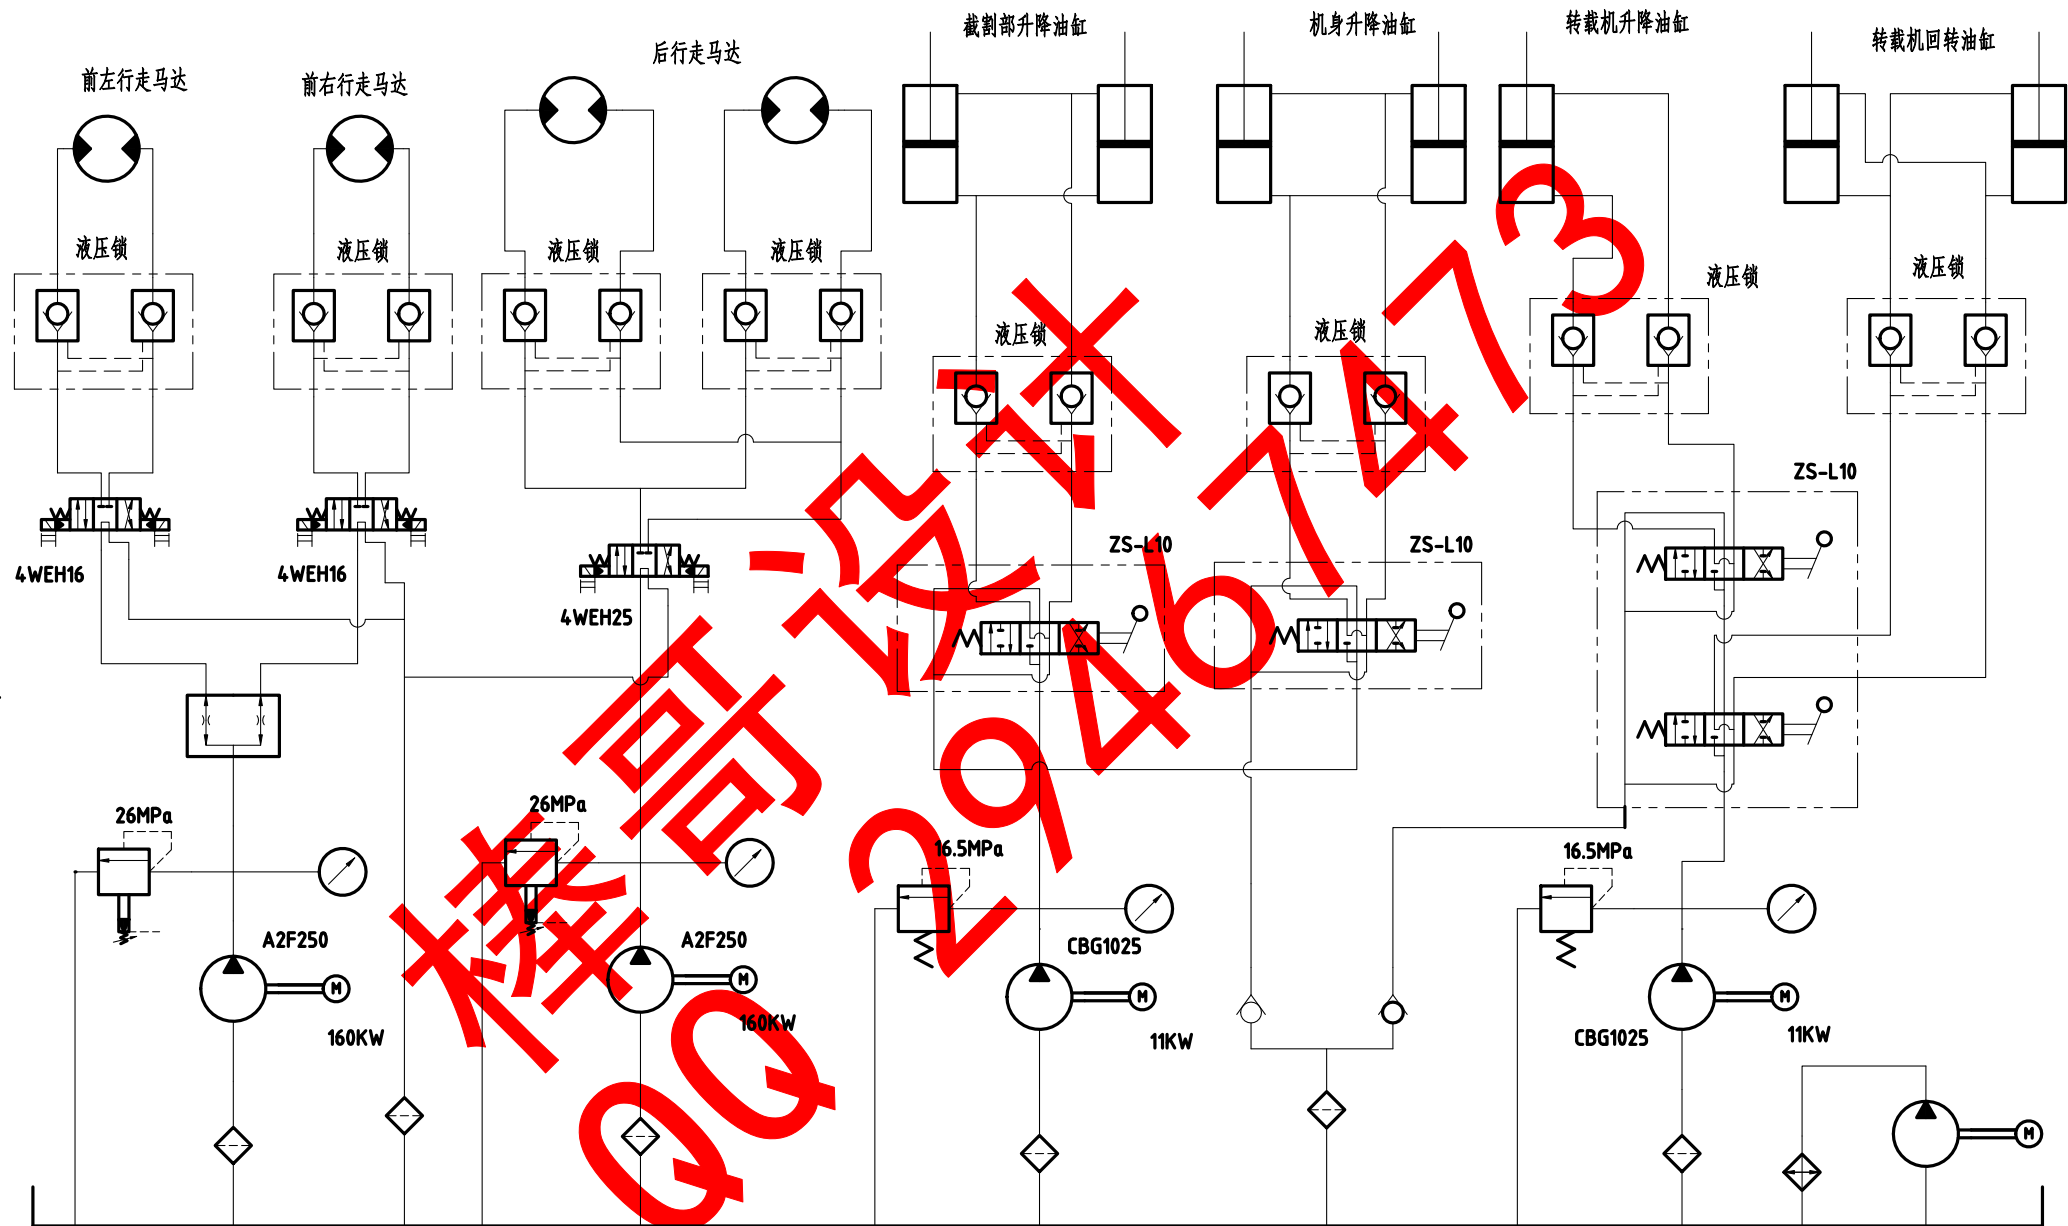 截割部升降油缸
机身升降油缸
转载机升降油缸
转载机回转油缸
后行走马达
前左行走马达
前右行走马达
液压锁
液压锁
液压锁
液压锁
液压锁
液压锁
液压锁
液压锁
ZS-L10
ZS-L10
ZS-L10
4WEH16
4WEH16
4WEH25
26MPa
26MPa
16.5MPa
16.5MPa
A2F250
A2F250
CBG1025
CBG1025
M
M
M
M
160KW
160KW
11KW
11KW
M
棒哥设计
QQ 29467473